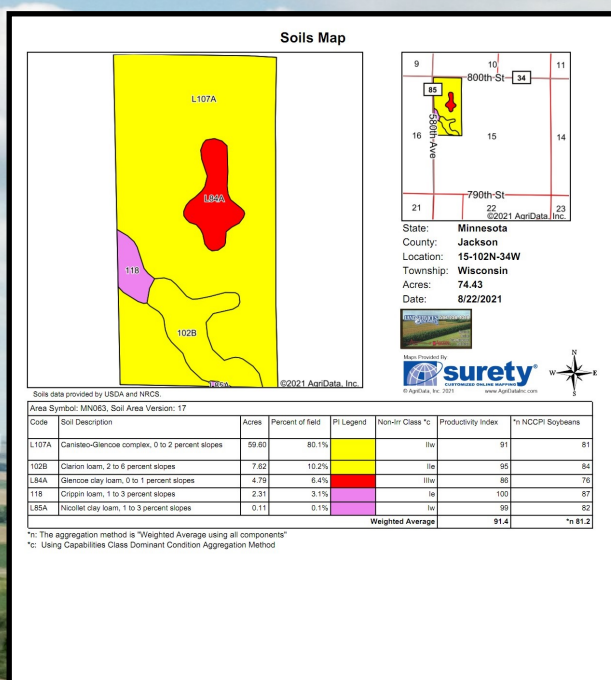 Soils Map
L107A
L84A
118
102B
©2021 AgriData, Inc.
Soils data provided by USDA and NRCS.
9
10
11
800th St
34
85
16
580th Ave
15
14
790th St
21
22
23
©2021 AgriData, Inc.
State: Minnesota
County: Jackson
Location: 15-102N-34W
Township: Wisconsin
Acres: 74.43
Date: 8/22/2021
Maps Provided By
surety®
CUSTOMIZED ONLINE MAPPING
© AgriData, Inc. 2021 www.AgriDataInc.com
N
W E
S
Area Symbol: MN063, Soil Area Version: 17
Code Soil Description Acres Percent of field PI Legend Non-Irr Class *c Productivity Index *n NCCPI Soybeans
L107A Canisteo-Glencoe complex, 0 to 2 percent slopes 59.60 80.1% IIw 91 81
102B Clarion loam, 2 to 6 percent slopes 7.62 10.2% IIe 95 84
L84A Glencoe clay loam, 0 to 1 percent slopes 4.79 6.4% IIIw 86 76
118 Crippin loam, 1 to 3 percent slopes 2.31 3.1% Ie 100 87
L85A Nicollet clay loam, 1 to 3 percent slopes 0.11 0.1% Iw 99 82
Weighted Average 91.4 *n 81.2
*n: The aggregation method is "Weighted Average using all components"
*c: Using Capabilities Class Dominant Condition Aggregation Method